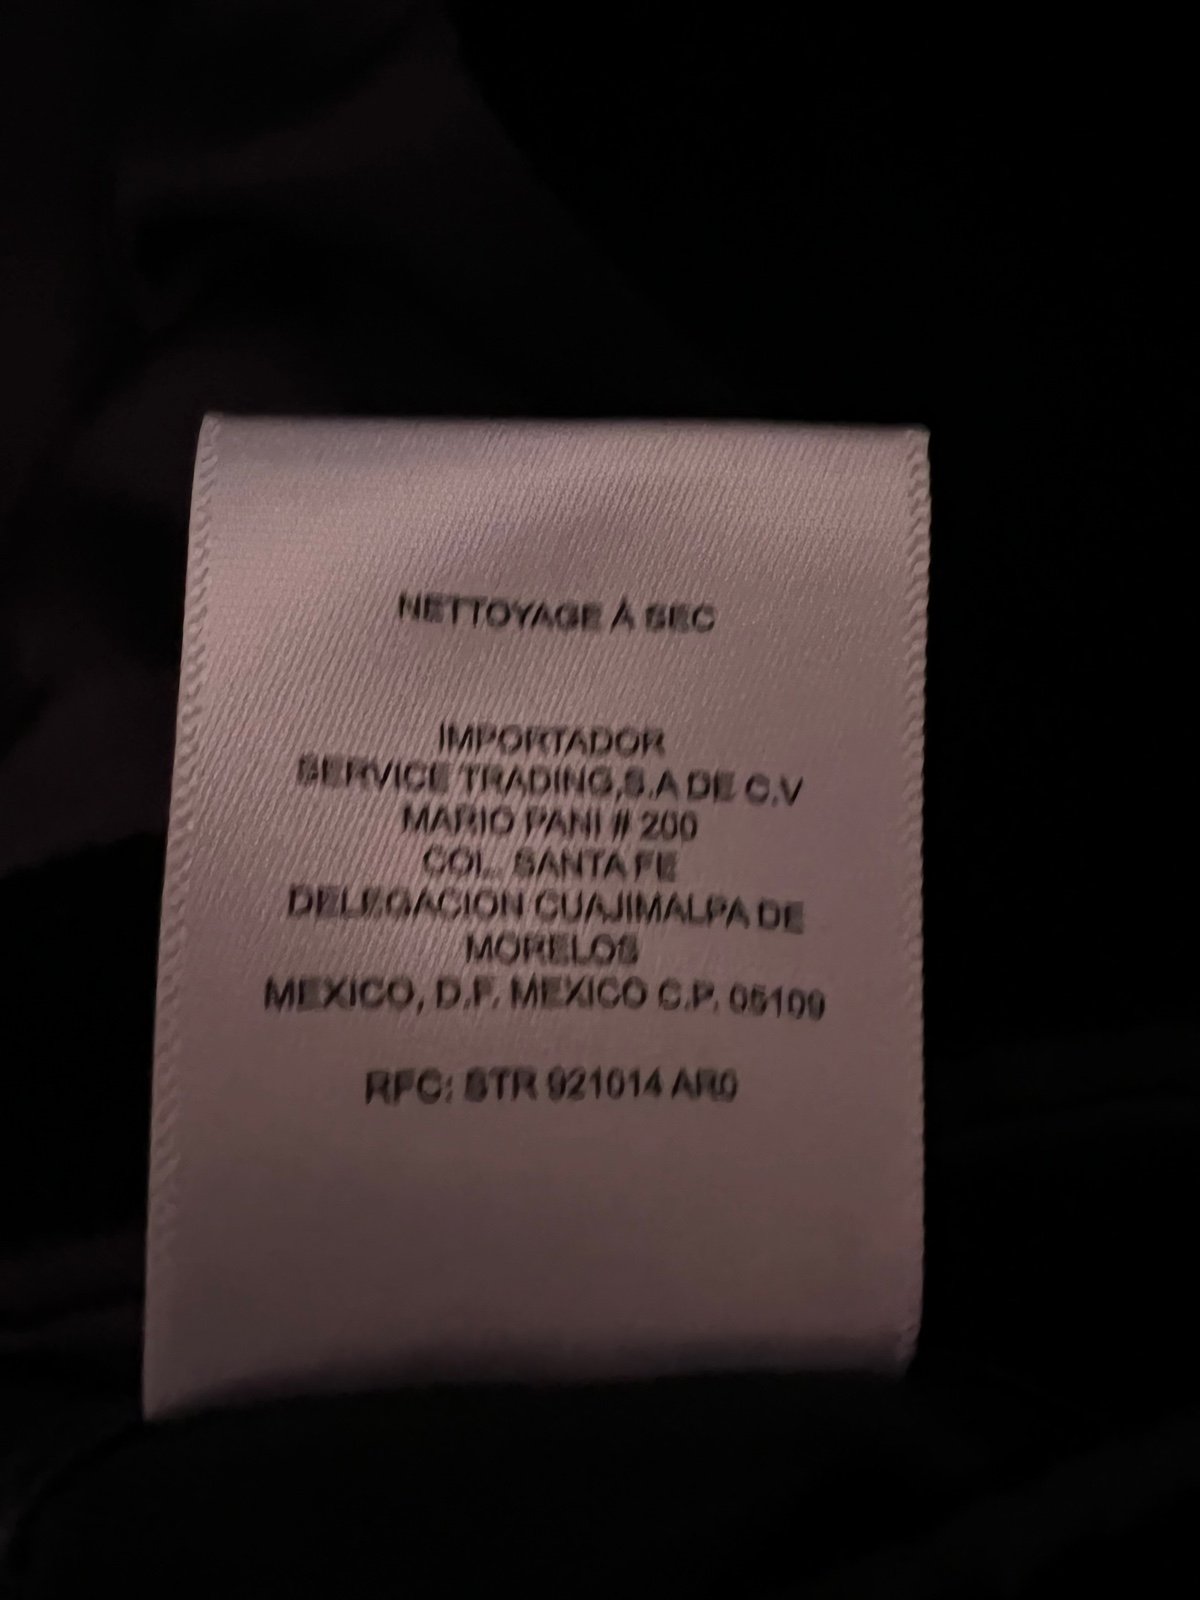 NETTOYAGE À SEC
IMPORTADOR
SERVICE TRADING,S.A DE C.V
MARIO PANI # 200
COL. SANTA FE
DELEGACION CUAJIMALPA DE
MORELOS
MEXICO, D.F. MEXICO C.P. 05109
RFC: STR 921014 AR0